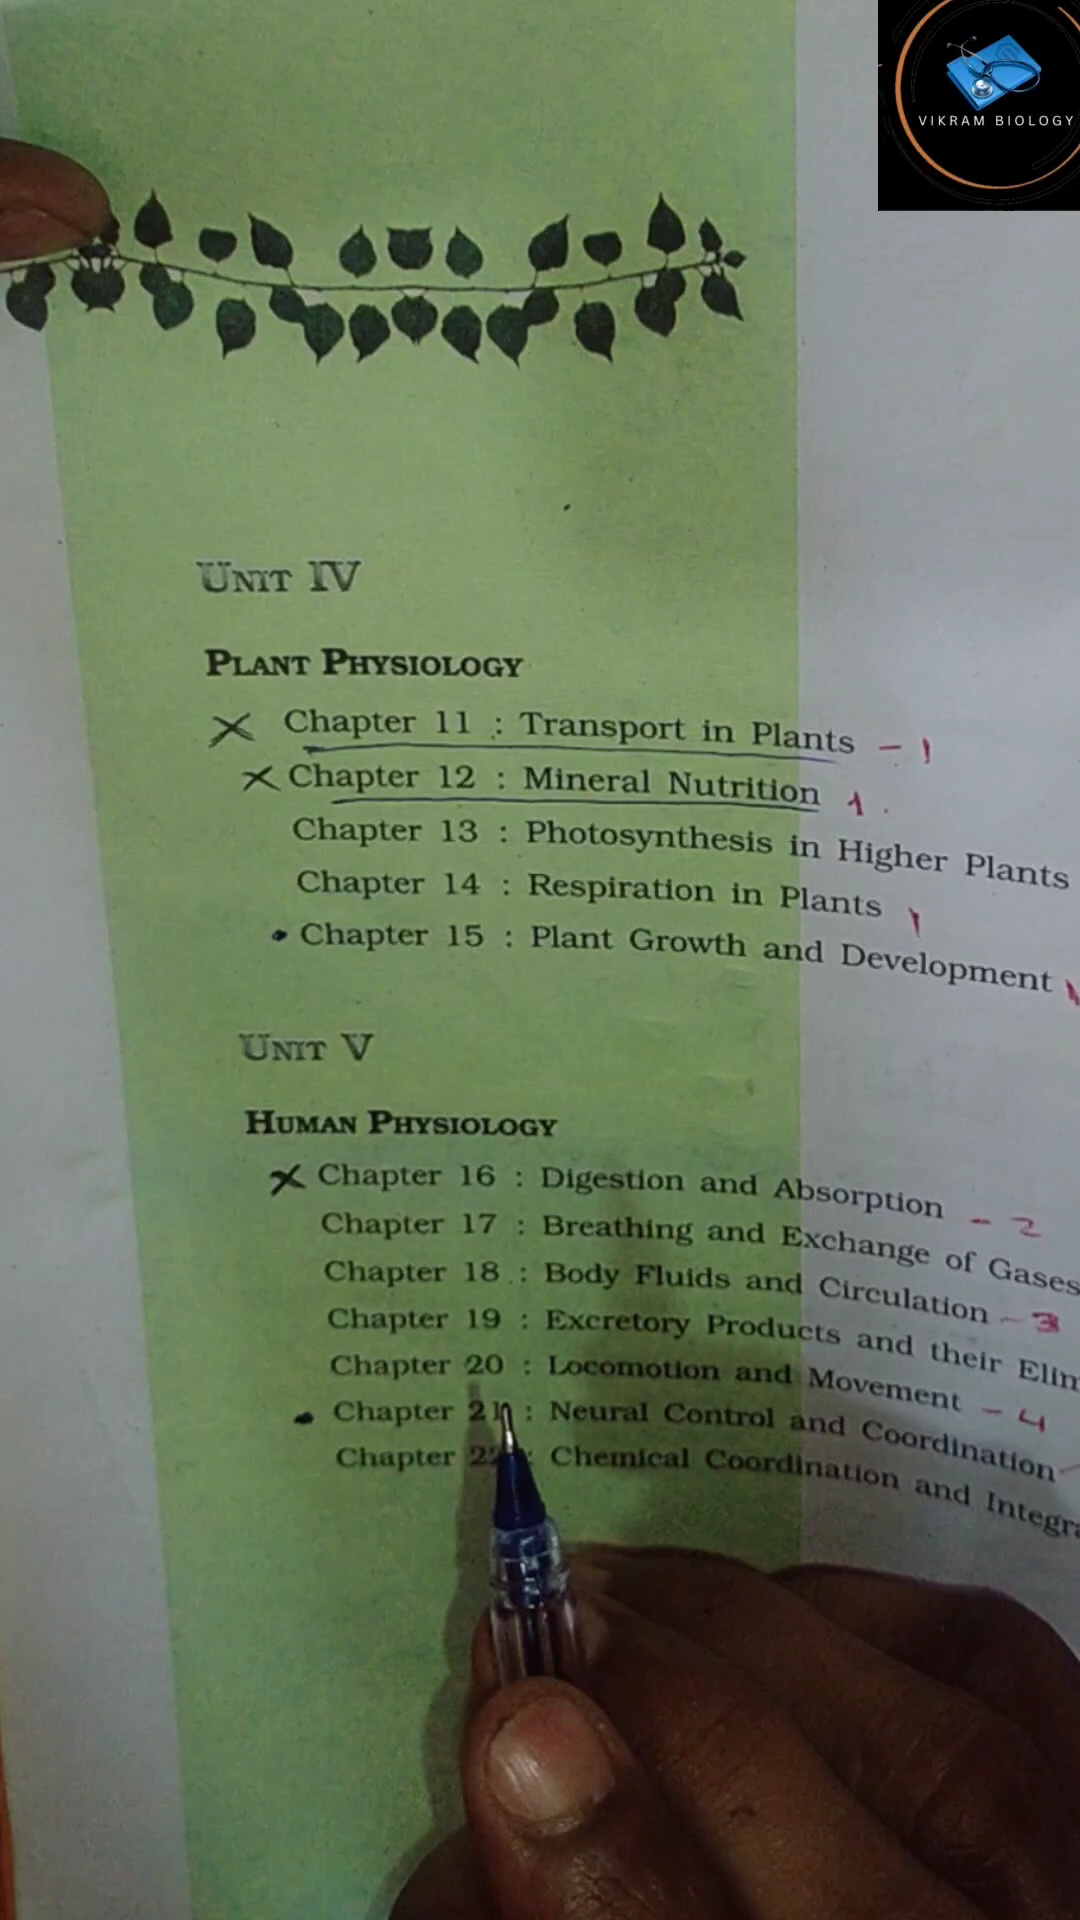 VIKRAM BIOLOGY
UNIT IV
PLANT PHYSIOLOGY
X Chapter 11 : Transport in Plants - 1
X Chapter 12 : Mineral Nutrition 1
Chapter 13 : Photosynthesis in Higher Plants
Chapter 14 : Respiration in Plants 1
• Chapter 15 : Plant Growth and Development
UNIT V
HUMAN PHYSIOLOGY
X Chapter 16 : Digestion and Absorption - 2
Chapter 17 : Breathing and Exchange of Gases
Chapter 18 : Body Fluids and Circulation - 3
Chapter 19 : Excretory Products and their Elim
Chapter 20 : Locomotion and Movement - 4
• Chapter 21 : Neural Control and Coordination -
Chapter 22 : Chemical Coordination and Integra